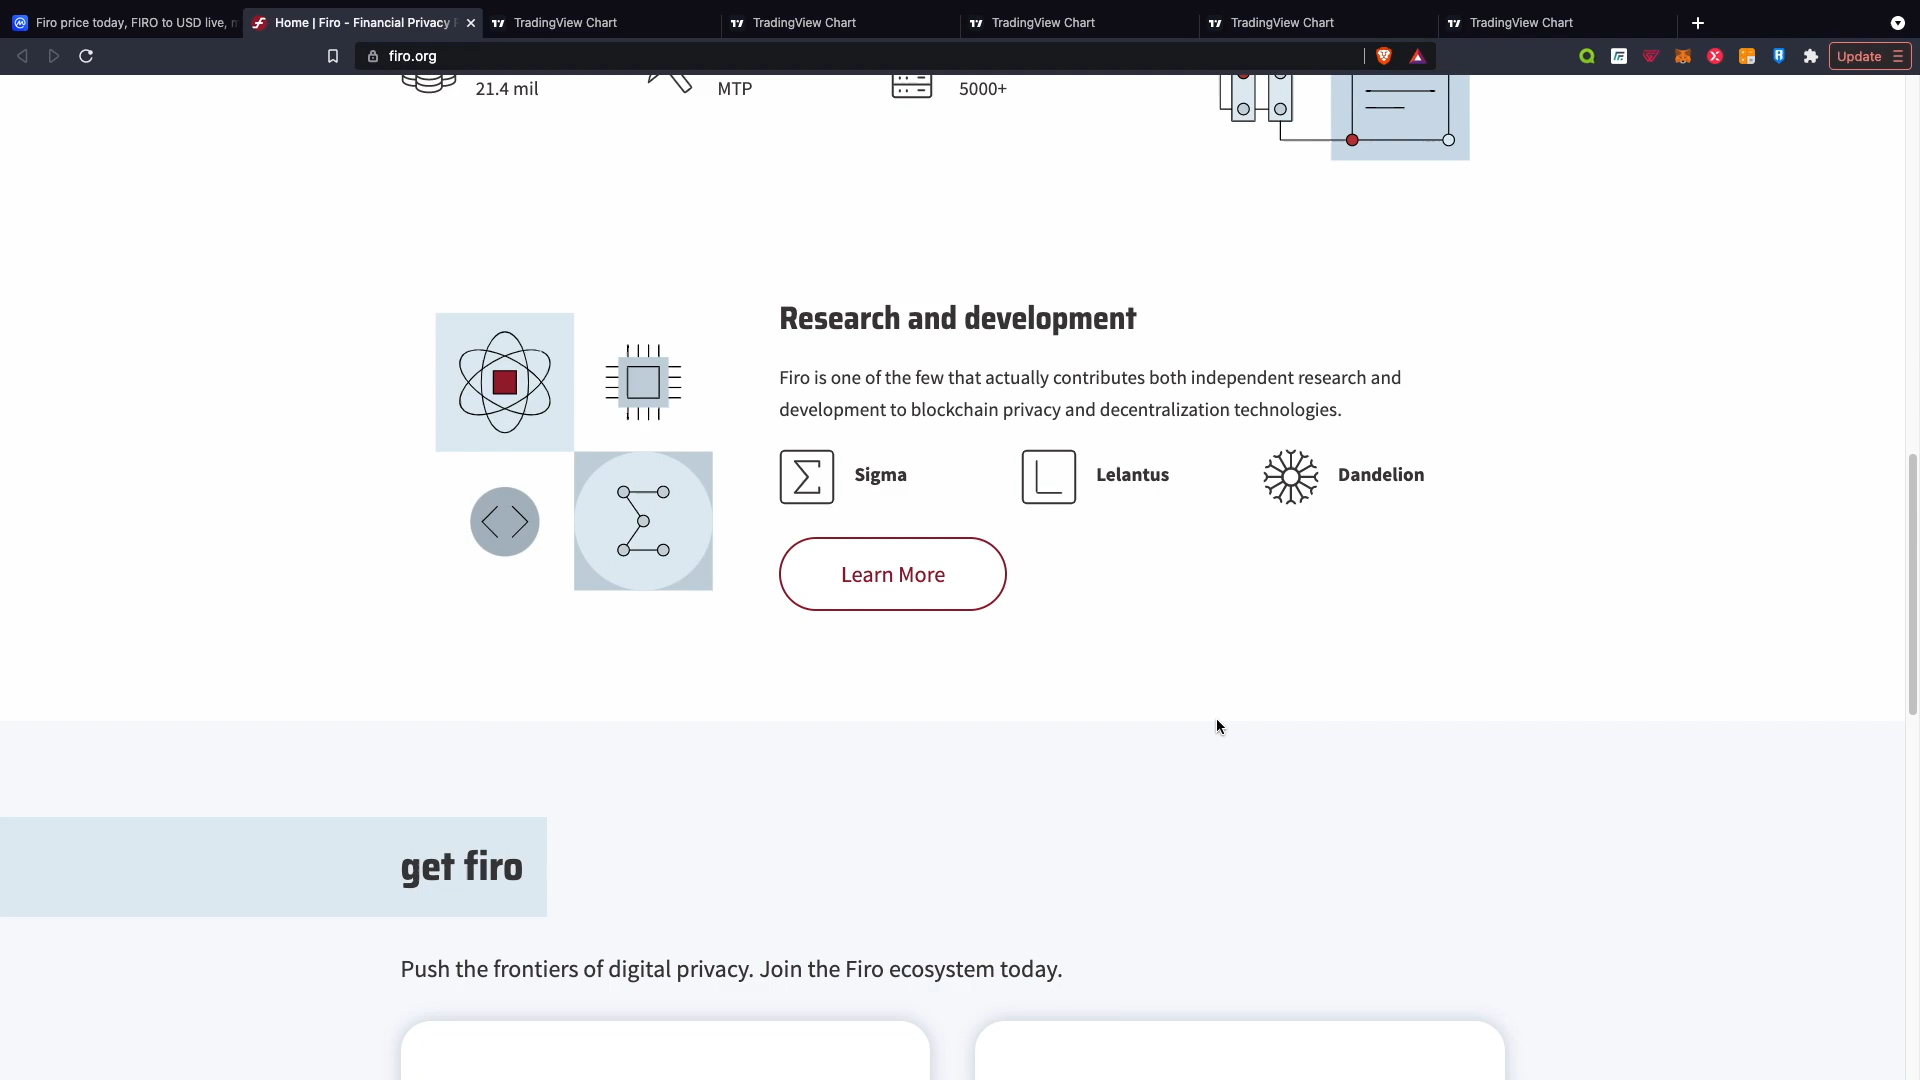 Firo price today, FIRO to USD live,
Home | Firo - Financial Privacy
TradingView Chart
TradingView Chart
TradingView Chart
TradingView Chart
TradingView Chart
firo.org
Update
21.4 mil
MTP
5000+
Research and development
Firo is one of the few that actually contributes both independent research and
development to blockchain privacy and decentralization technologies.
Sigma
Lelantus
Dandelion
Learn More
get firo
Push the frontiers of digital privacy. Join the Firo ecosystem today.